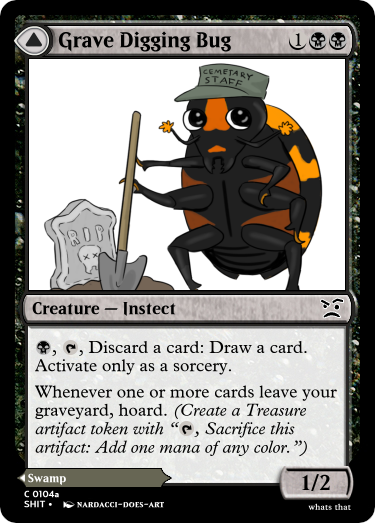 Grave Digging Bug 1
CEMETARY
STAFF
RIP
Creature — Instect
, , Discard a card: Draw a card.
Activate only as a sorcery.
Whenever one or more cards leave your
graveyard, hoard. (Create a Treasure
artifact token with “, Sacrifice this
artifact: Add one mana of any color.”)
Swamp
1/2
C 0104a
SHIT • NARDACCI-DOES-ART
whats that